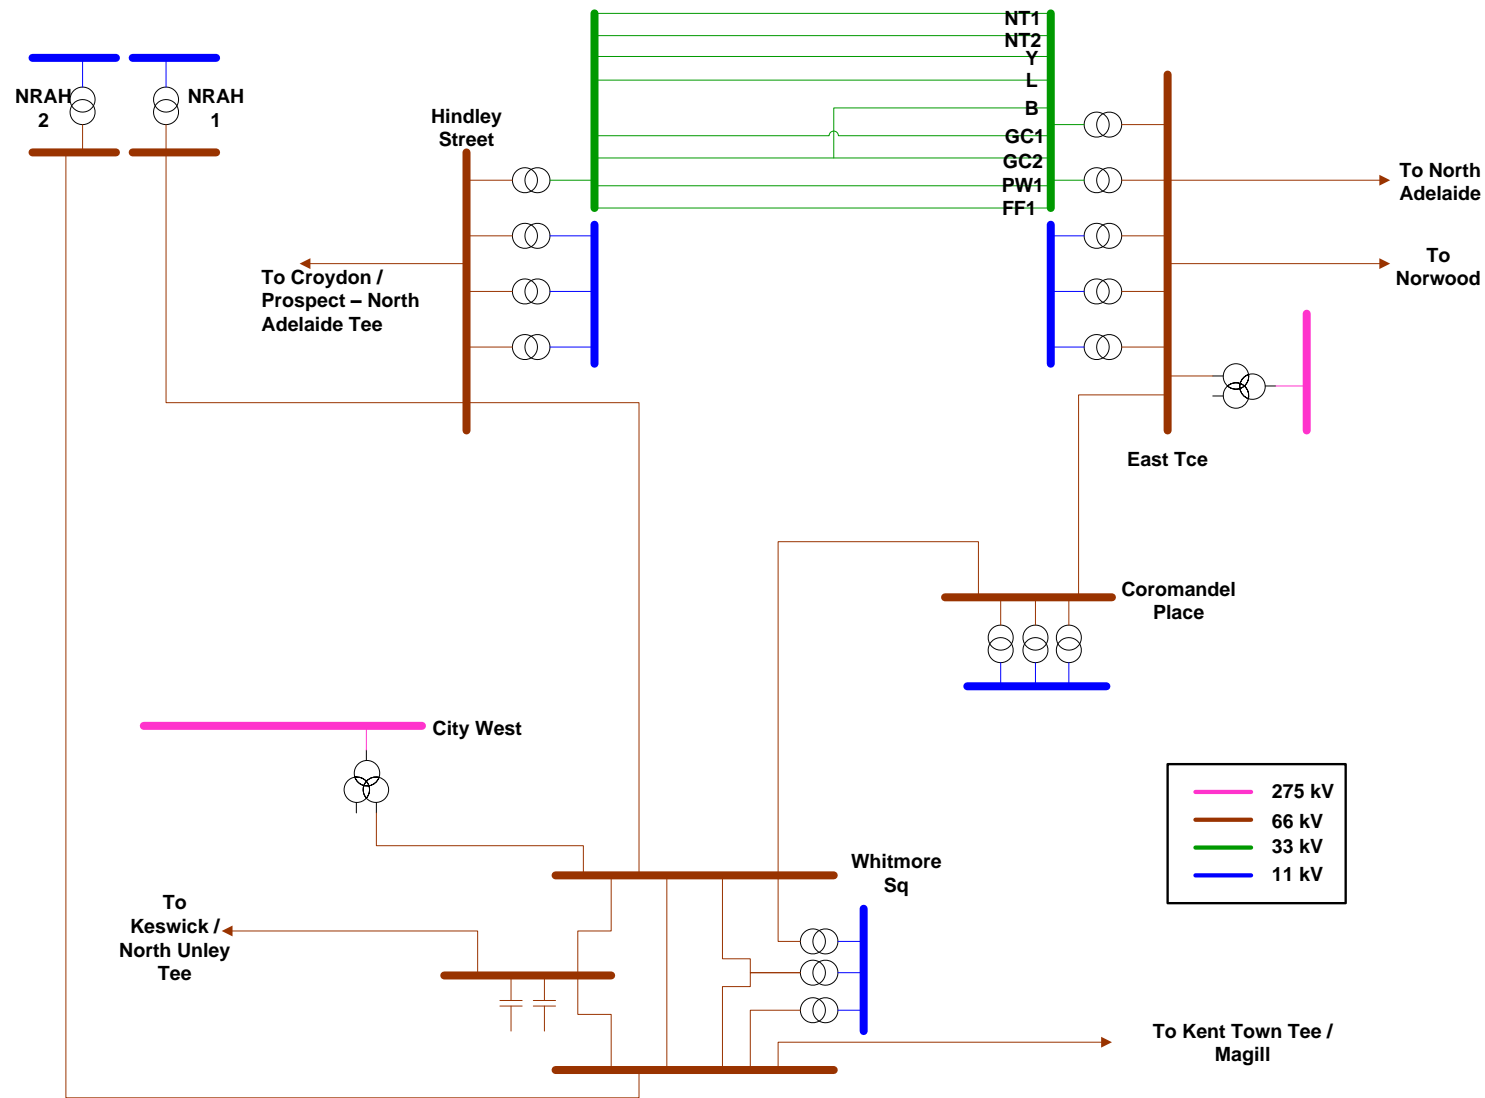 NT1
NT2
Y
L
B
GC1
GC2
PW1
FF1
NRAH
2
NRAH
1
Hindley
Street
To North
Adelaide
To
Norwood
To Croydon /
Prospect – North
Adelaide Tee
East Tce
Coromandel
Place
City West
275 kV
66 kV
33 kV
11 kV
Whitmore
Sq
To
Keswick /
North Unley
Tee
To Kent Town Tee /
Magill